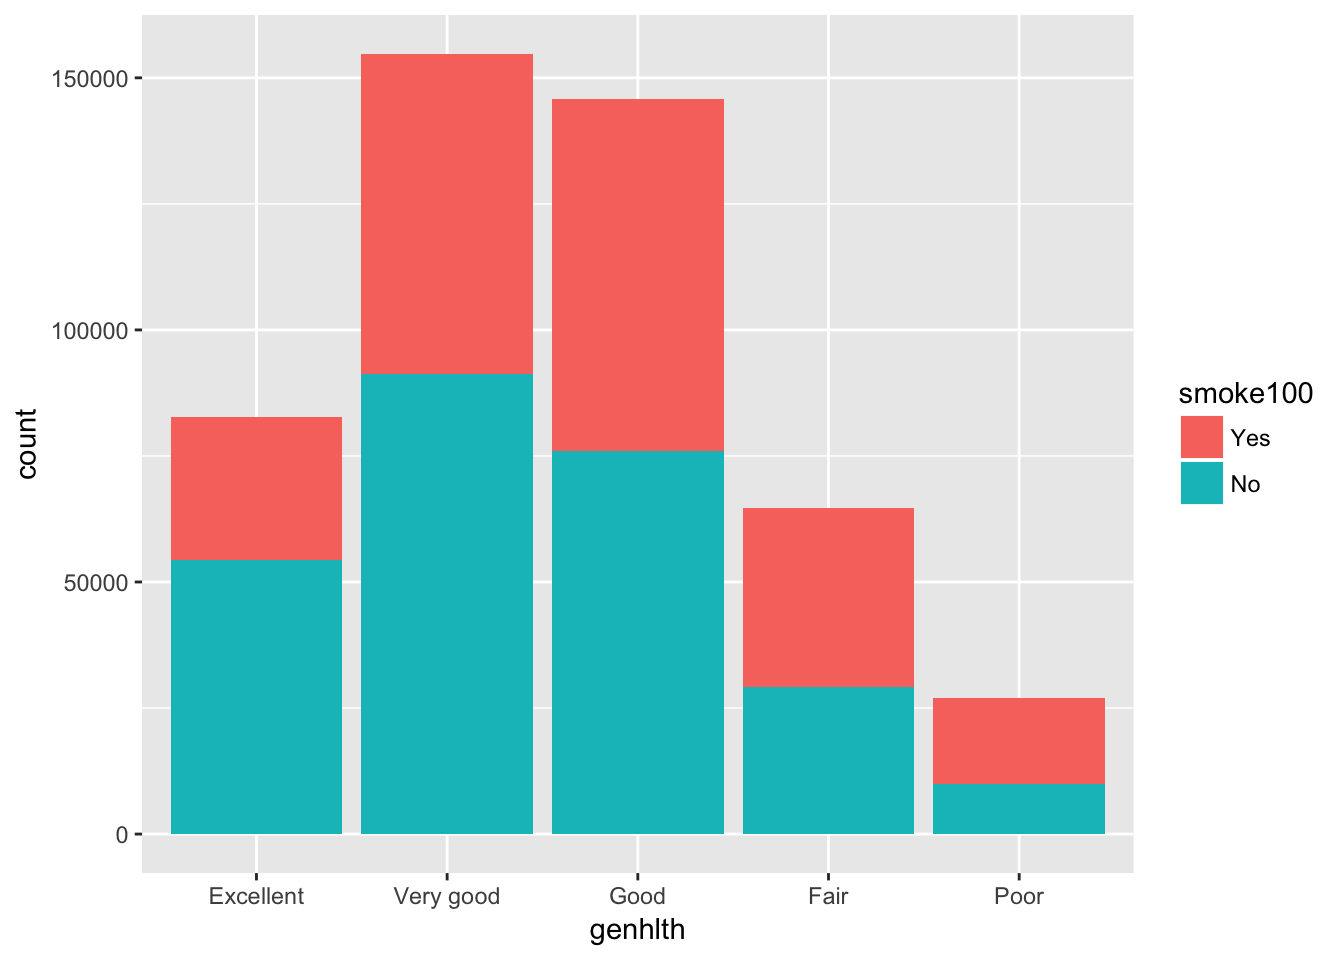 150000
100000
50000
0
count
Excellent
Very good
Good
Fair
Poor
genhlth
smoke100
Yes
No